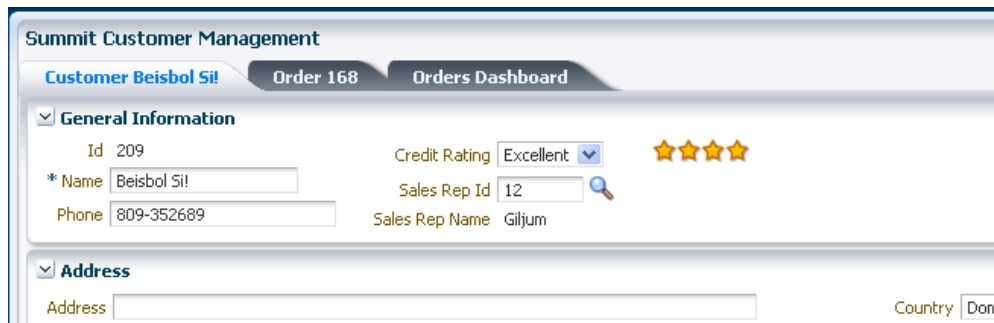 Summit Customer Management
Customer Beisbol Si! Order 168 Orders Dashboard
General Information
Id 209
* Name Beisbol Si!
Phone 809-352689
Credit Rating Excellent
Sales Rep Id 12
Sales Rep Name Giljum
Address
Address
Country Dom